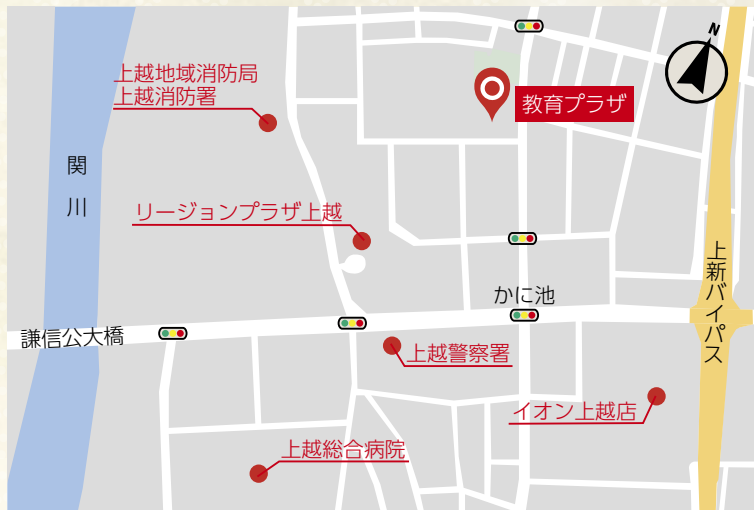 N
上越地域消防局
上越消防署
教育プラザ
関川
リージョンプラザ上越
上新バイパス
かに池
謙信公大橋
上越警察署
イオン上越店
上越総合病院